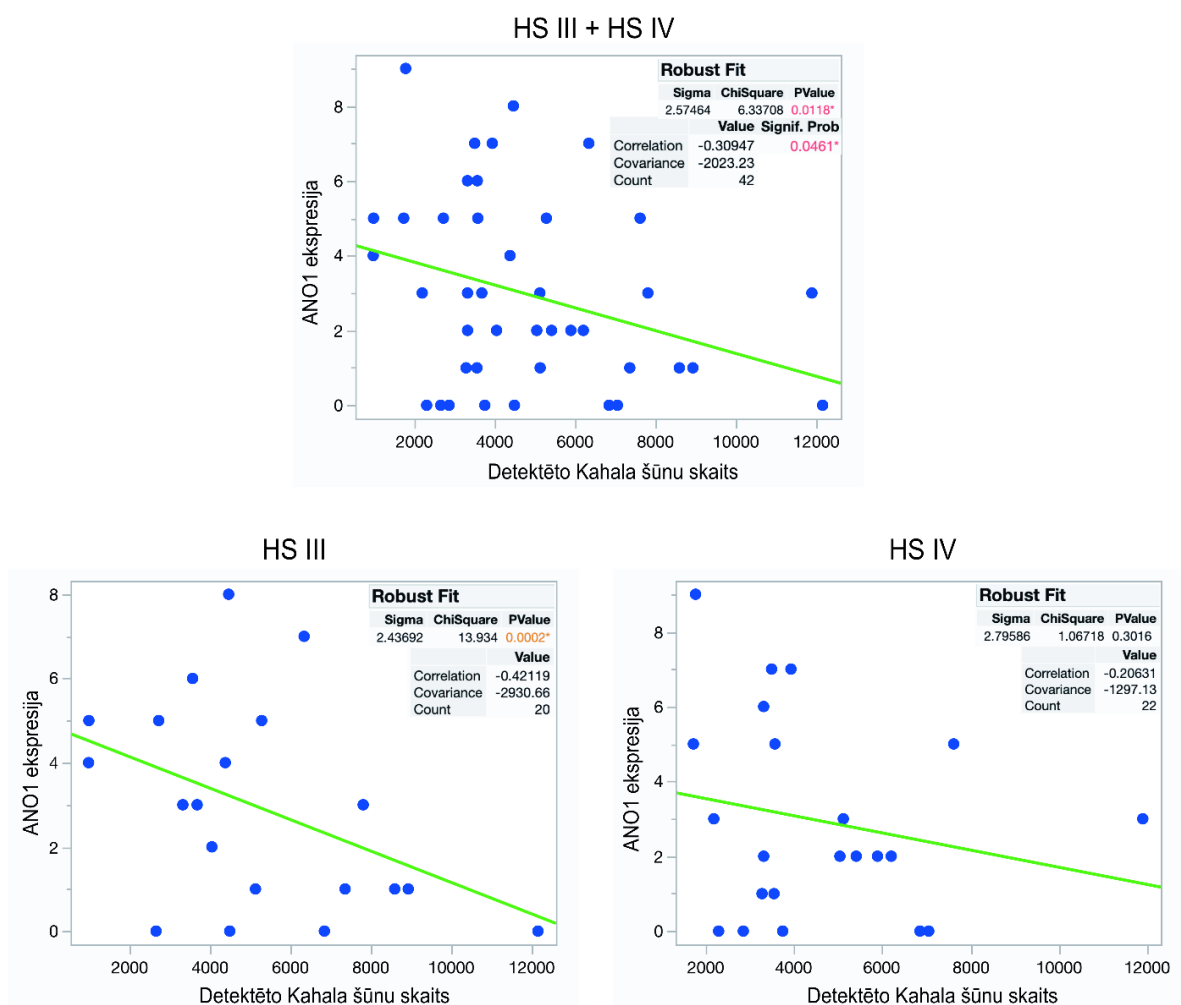 HS III + HS IV
Robust Fit
Sigma ChiSquare PValue
2.57464 6.33708 0.0118*
Value Signif. Prob
Correlation -0.30947 0.0461*
Covariance -2023.23
Count 42
ANO1 ekspresija
8
6
4
2
0
2000 4000 6000 8000 10000 12000
Detektēto Kahala šūnu skaits
HS III
Robust Fit
Sigma ChiSquare PValue
2.43692 13.934 0.0002*
Value
Correlation -0.42119
Covariance -2930.66
Count 20
ANO1 ekspresija
8
6
4
2
0
2000 4000 6000 8000 10000 12000
Detektēto Kahala šūnu skaits
HS IV
Robust Fit
Sigma ChiSquare PValue
2.79586 1.06718 0.3016
Value
Correlation -0.20631
Covariance -1297.13
Count 22
ANO1 ekspresija
8
6
4
2
0
2000 4000 6000 8000 10000 12000
Detektēto Kahala šūnu skaits